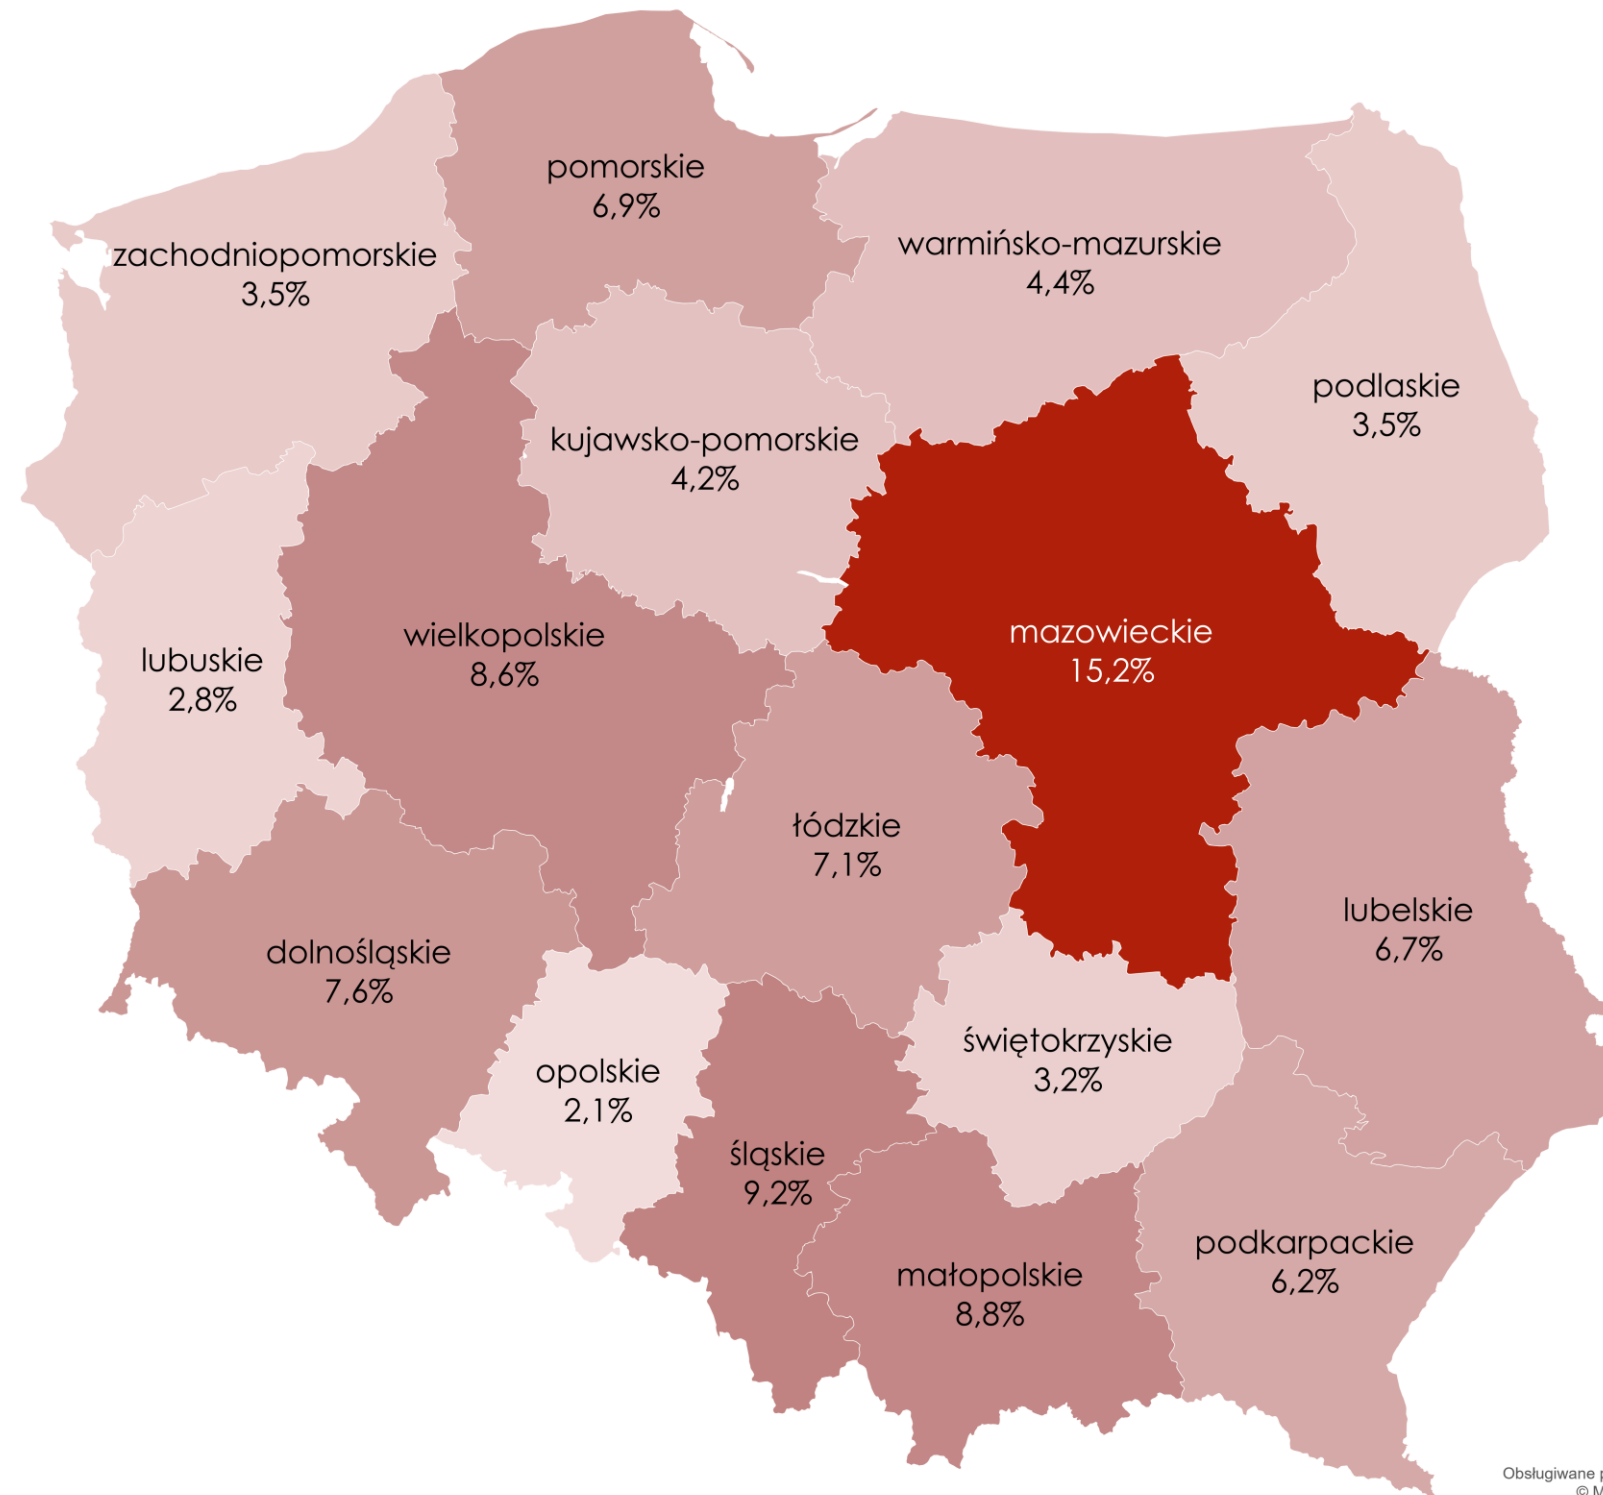 pomorskie
6,9%
warmińsko-mazurskie
4,4%
zachodniopomorskie
3,5%
podlaskie
3,5%
kujawsko-pomorskie
4,2%
mazowieckie
15,2%
wielkopolskie
8,6%
lubuskie
2,8%
łódzkie
7,1%
lubelskie
6,7%
dolnośląskie
7,6%
świętokrzyskie
3,2%
opolskie
2,1%
śląskie
9,2%
podkarpackie
6,2%
małopolskie
8,8%
Obsługiwane
©